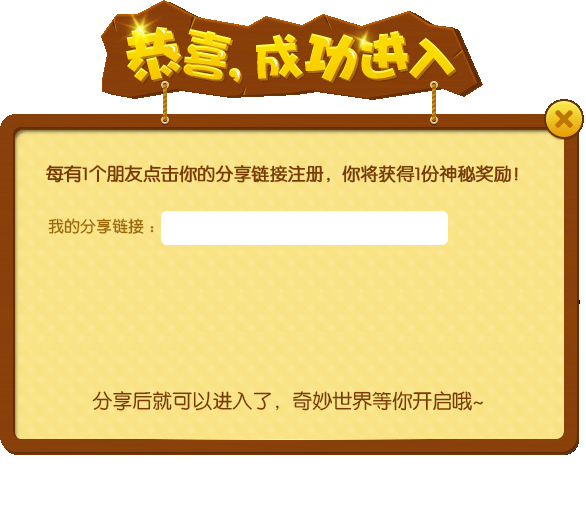 恭喜,成功进入
每有1个朋友点击你的分享链接注册，你将获得1份神秘奖励！
我的分享链接：
分享后就可以进入了，奇妙世界等你开启哦~